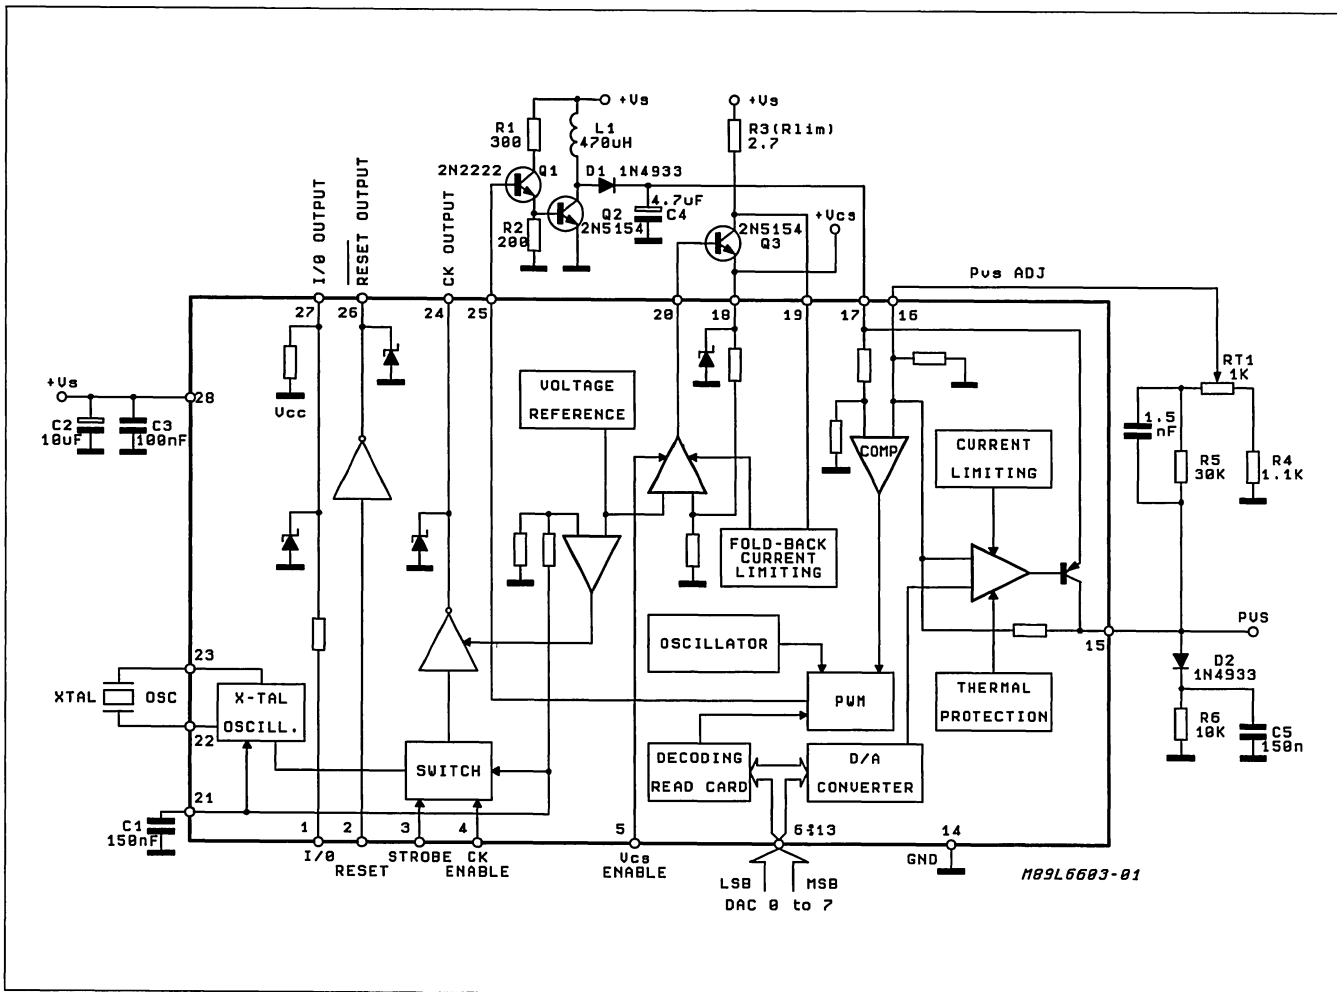 +Vs
+Vs
R1
300
L1
470uH
R3(Rlim)
2.7
2N2222
Q1
D1
1N4933
4.7uF
C4
Q2
2N5154
R2
200
2N5154
Q3
+Vcs
I/O OUTPUT
RESET OUTPUT
CK OUTPUT
Pvs ADJ
27
26
24
25
20
18
19
17
16
RT1
1K
+Vs
28
C2
10uF
C3
100nF
Vcc
VOLTAGE
REFERENCE
COMP
CURRENT
LIMITING
1.5
nF
R5
30K
R4
1.1K
FOLD-BACK
CURRENT
LIMITING
OSCILLATOR
PWM
THERMAL
PROTECTION
15
PVS
D2
1N4933
R6
10K
C5
150n
23
XTAL
OSC
X-TAL
OSCILL.
22
SWITCH
DECODING
READ CARD
D/A
CONVERTER
21
C1
150nF
1
2
3
4
5
6÷13
14
I/O
RESET
STROBE
CK
ENABLE
Vcs
ENABLE
GND
LSB
MSB
DAC 0 to 7
M89L6603-01